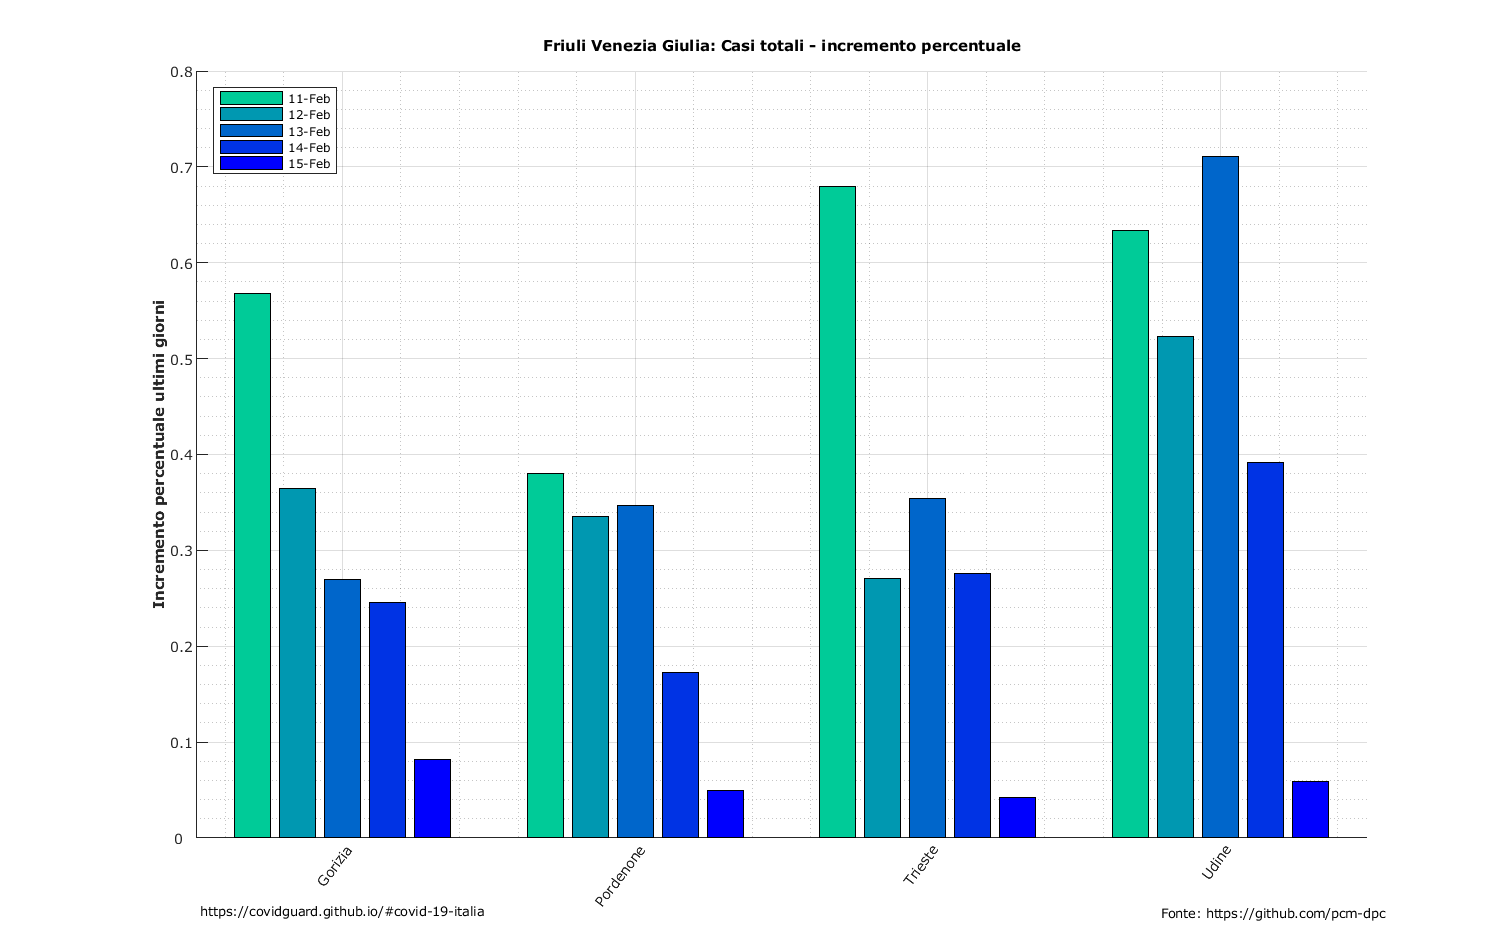 Friuli Venezia Giulia: Casi totali - incremento percentuale
0.8
0.7
0.6
0.5
0.4
0.3
0.2
0.1
0
11-Feb
12-Feb
13-Feb
14-Feb
15-Feb
Incremento percentuale ultimi giorni
Gorizia
Pordenone
Trieste
Udine
https://covidguard.github.io/#covid-19-italia
Fonte: https://github.com/pcm-dpc